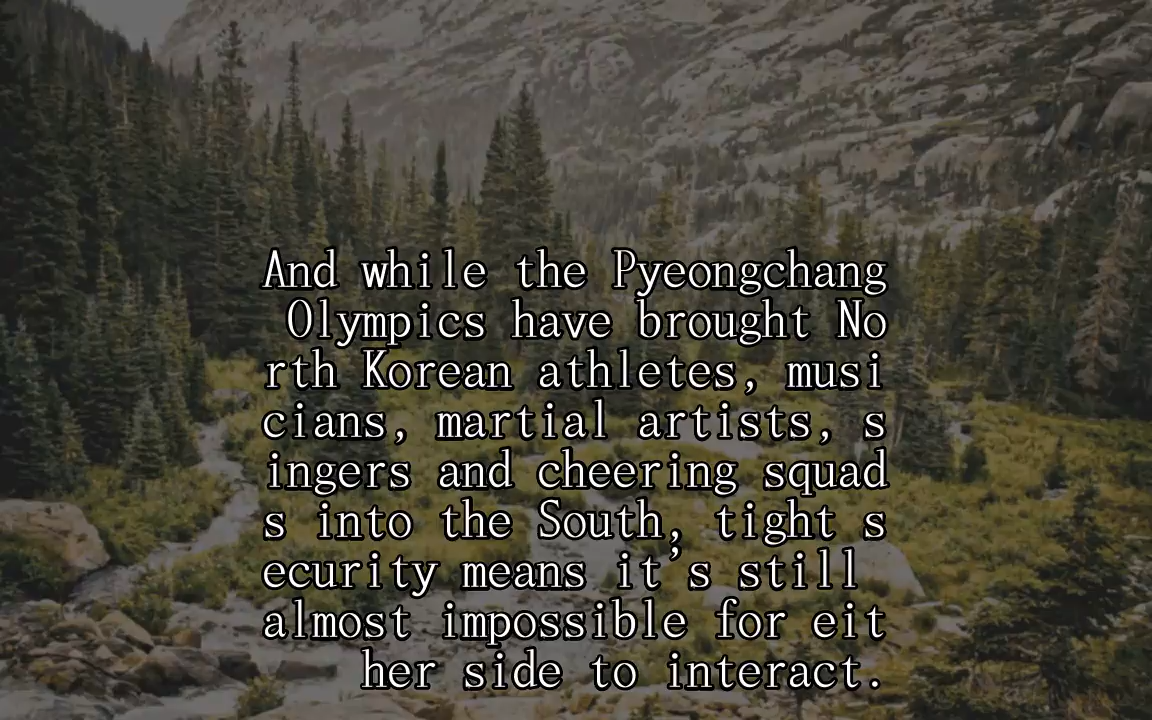 And while the Pyeongchang
Olympics have brought No
rth Korean athletes, musi
cians, martial artists, s
ingers and cheering squad
s into the South, tight s
ecurity means it’s still
almost impossible for eit
her side to interact.